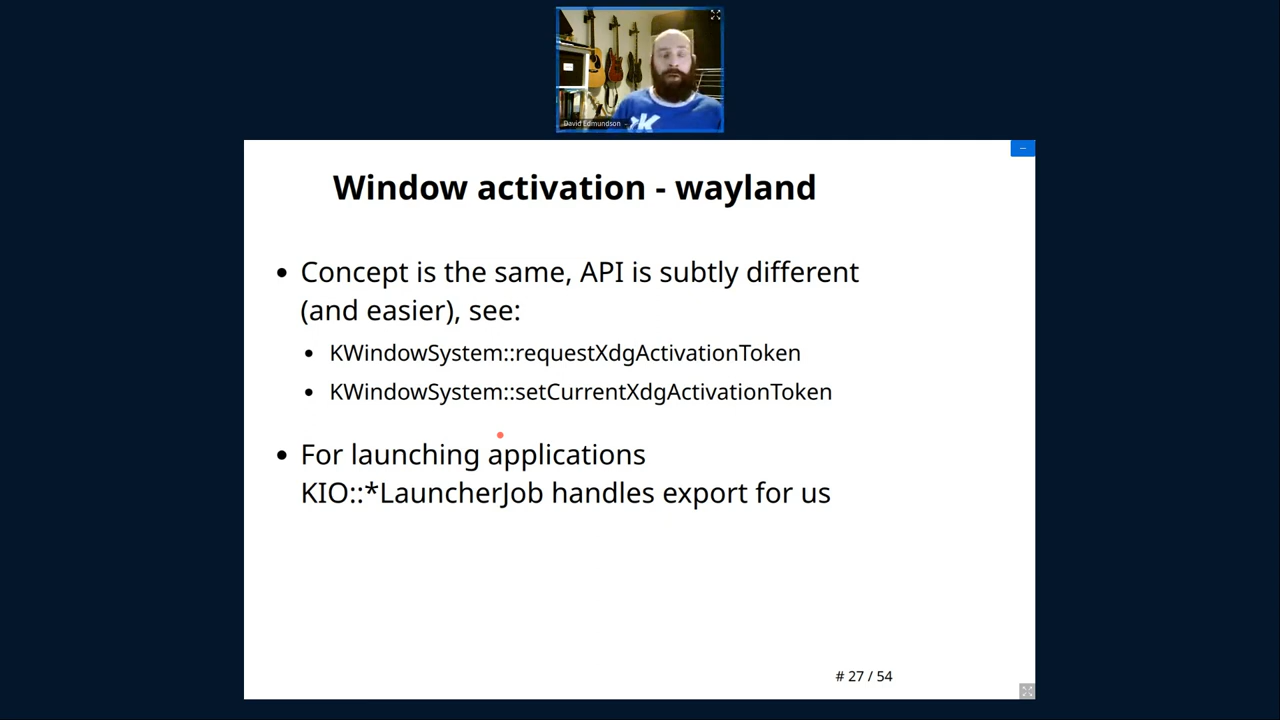 David Edmundson
Window activation - wayland
• Concept is the same, API is subtly different
(and easier), see:
• KWindowSystem::requestXdgActivationToken
• KWindowSystem::setCurrentXdgActivationToken
• For launching applications
KIO::*LauncherJob handles export for us
# 27 / 54